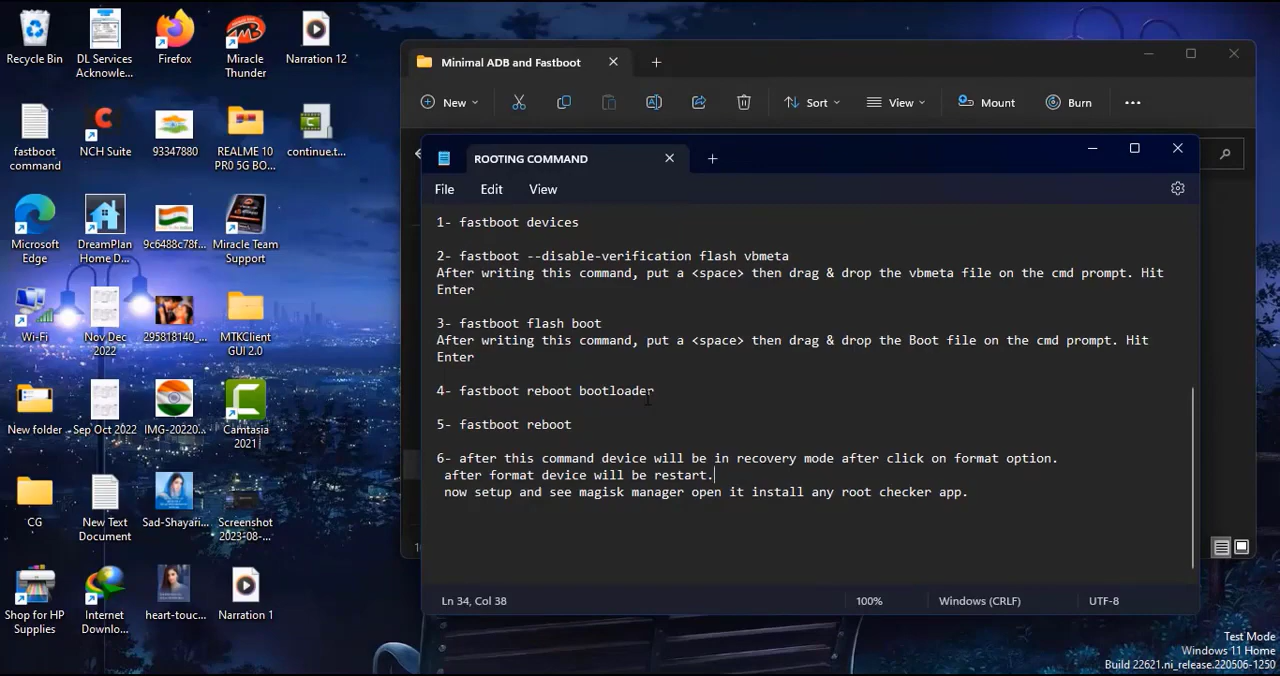 Recycle Bin
DL Services
Acknowle...
Firefox
Miracle
Thunder
Narration 12
fastboot
command
NCH Suite
93347880
REALME 10
PR0 5G BO...
continue.t...
Microsoft
Edge
DreamPlan
Home D...
9c6488c78f...
Miracle Team
Support
Wi-Fi
Nov Dec
2022
295818140_...
MTKClient
GUI 2.0
New folder
Sep Oct 2022
IMG-20220...
Camtasia
2021
CG
New Text
Document
Sad-Shayari...
Screenshot
2023-08-...
Shop for HP
Supplies
Internet
Downlo...
heart-touc...
Narration 1
Minimal ADB and Fastboot
New
Sort
View
Mount
Burn
ROOTING COMMAND
File Edit View
1- fastboot devices
2- fastboot --disable-verification flash vbmeta
After writing this command, put a <space> then drag & drop the vbmeta file on the cmd prompt. Hit
Enter
3- fastboot flash boot
After writing this command, put a <space> then drag & drop the Boot file on the cmd prompt. Hit
Enter
4- fastboot reboot bootloader
5- fastboot reboot
6- after this command device will be in recovery mode after click on format option.
after format device will be restart.
now setup and see magisk manager open it install any root checker app.
Ln 34, Col 38
100%
Windows (CRLF)
UTF-8
Test Mode
Windows 11 Home
Build 22621.ni_release.220506-1250